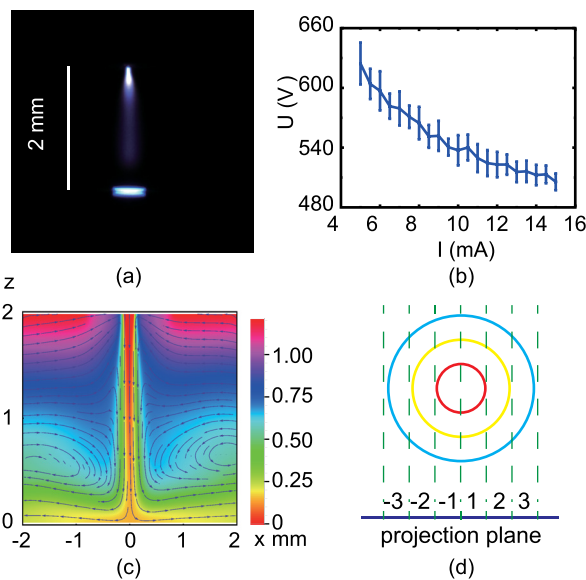 2 mm
(a)
660
600
540
480
U (V)
4 6 8 10 12 14 16
I (mA)
(b)
z
2
1
0
-2 -1 0 1 2
x mm
1.00
0.75
0.50
0.25
0
(c)
-3 -2 -1 1 2 3
projection plane
(d)